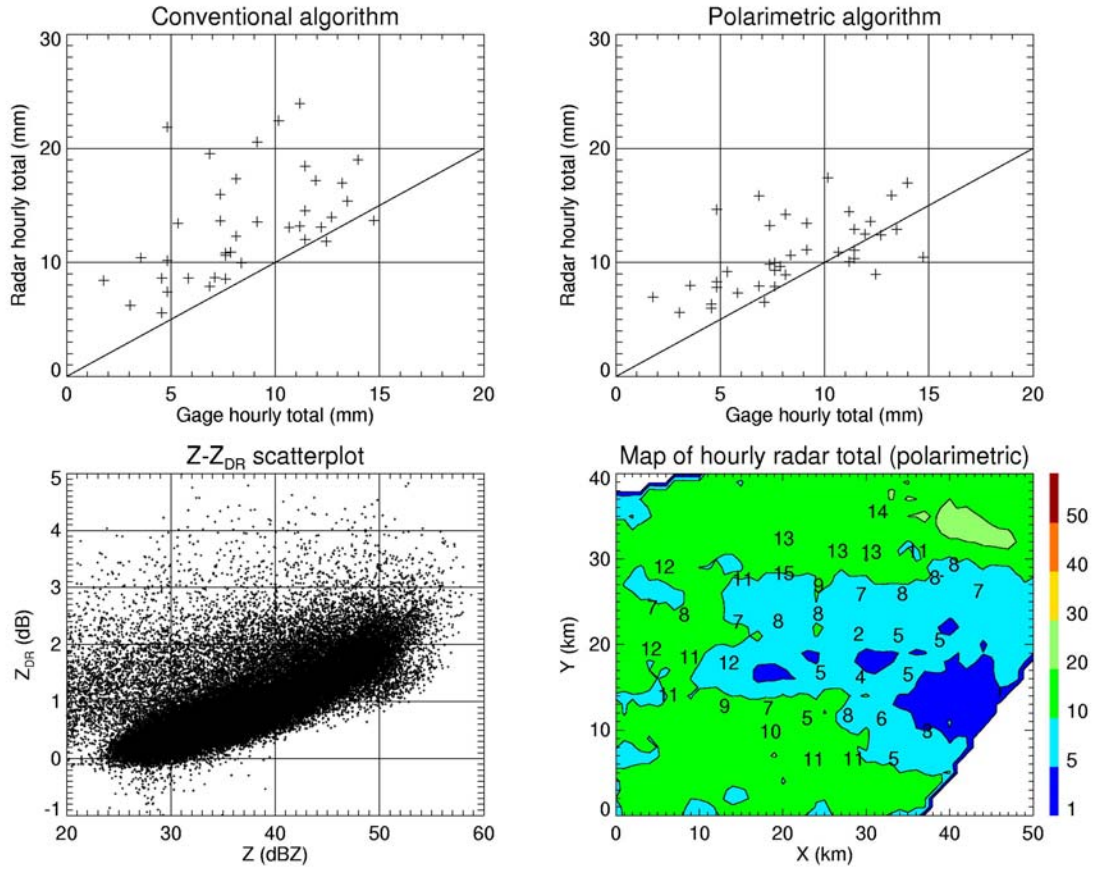 Conventional algorithm
30
20
10
0
Radar hourly total (mm)
0 5 10 15 20
Gage hourly total (mm)
Polarimetric algorithm
30
20
10
0
Radar hourly total (mm)
0 5 10 15 20
Gage hourly total (mm)
Z-ZDR scatterplot
5
4
3
2
1
0
-1
ZDR (dB)
20 30 40 50 60
Z (dBZ)
Map of hourly radar total (polarimetric)
40
30
20
10
0
Y (km)
14
13
13 13 11
12 8
11 15 9 8
7 8 7
7 8
8 7 8 8
2 5 5
12 11
12 5 4 5
11
9 7 5 8 6
10 8
11 11 5
0 10 20 30 40 50
X (km)
50
40
30
20
10
5
1